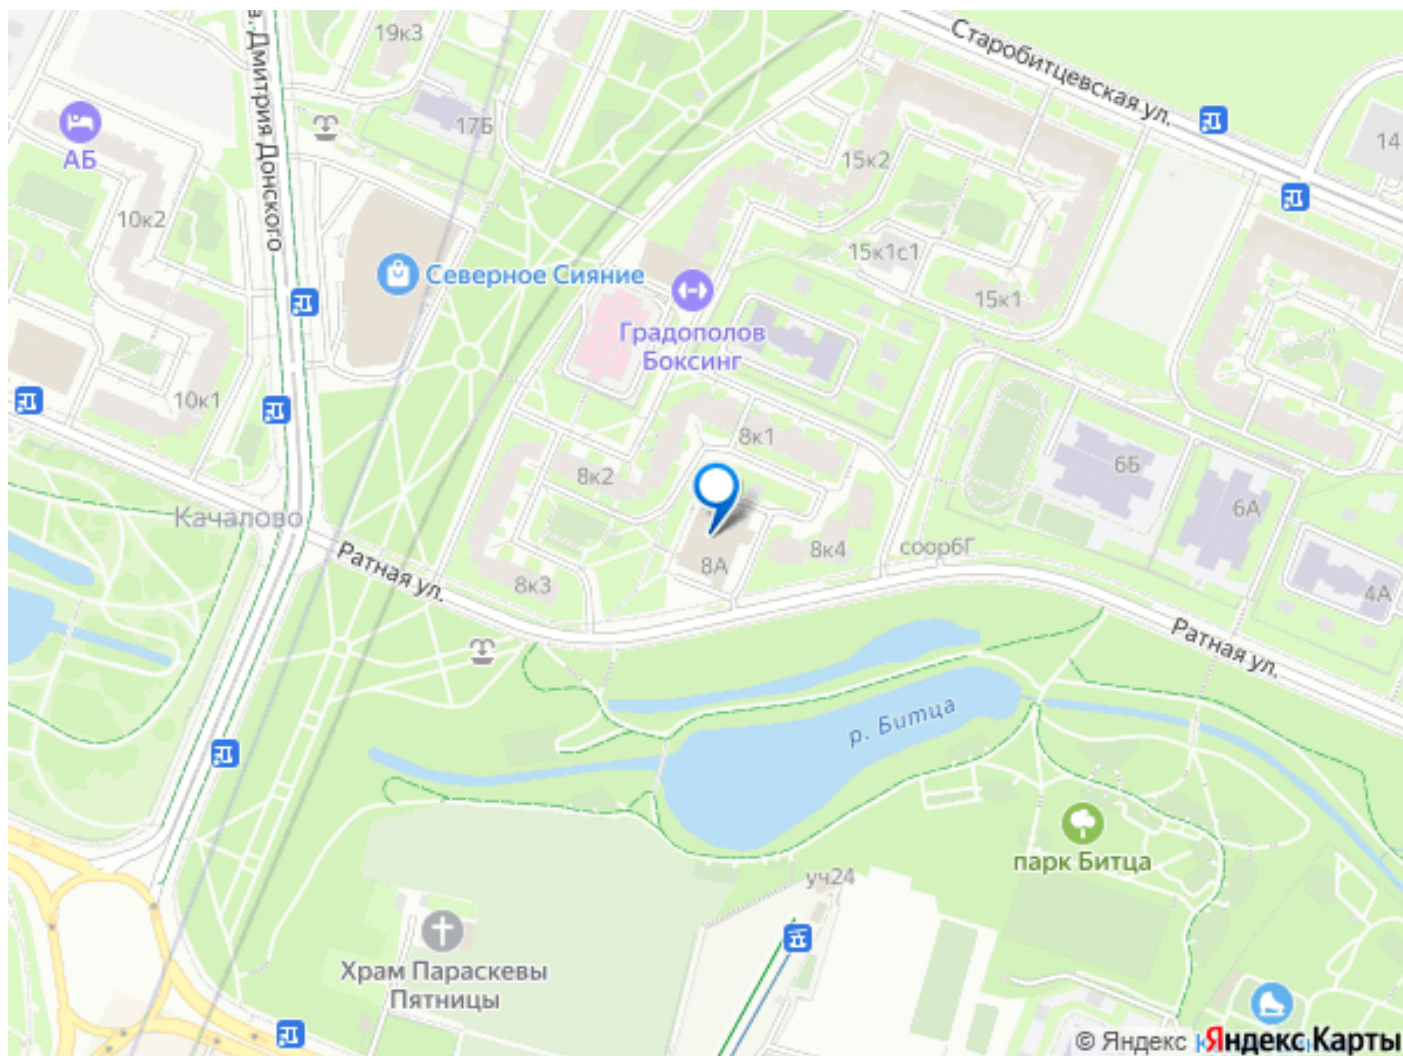 19к3
Старобитцевская ул.
а. Дмитрия Донского
17Б
14
АБ
15к2
10к2
15к1с1
Северное Сияние
15к1
Градополов
Боксинг
10к1
8к1
6Б
8к2
6А
Качалово
Ратная ул.
8к4
соор6Г
8А
8к3
4А
Ратная ул.
р. Битца
парк Битца
уч24
Храм Параскевы
Пятницы
© Яндекс
Яндекс Карты